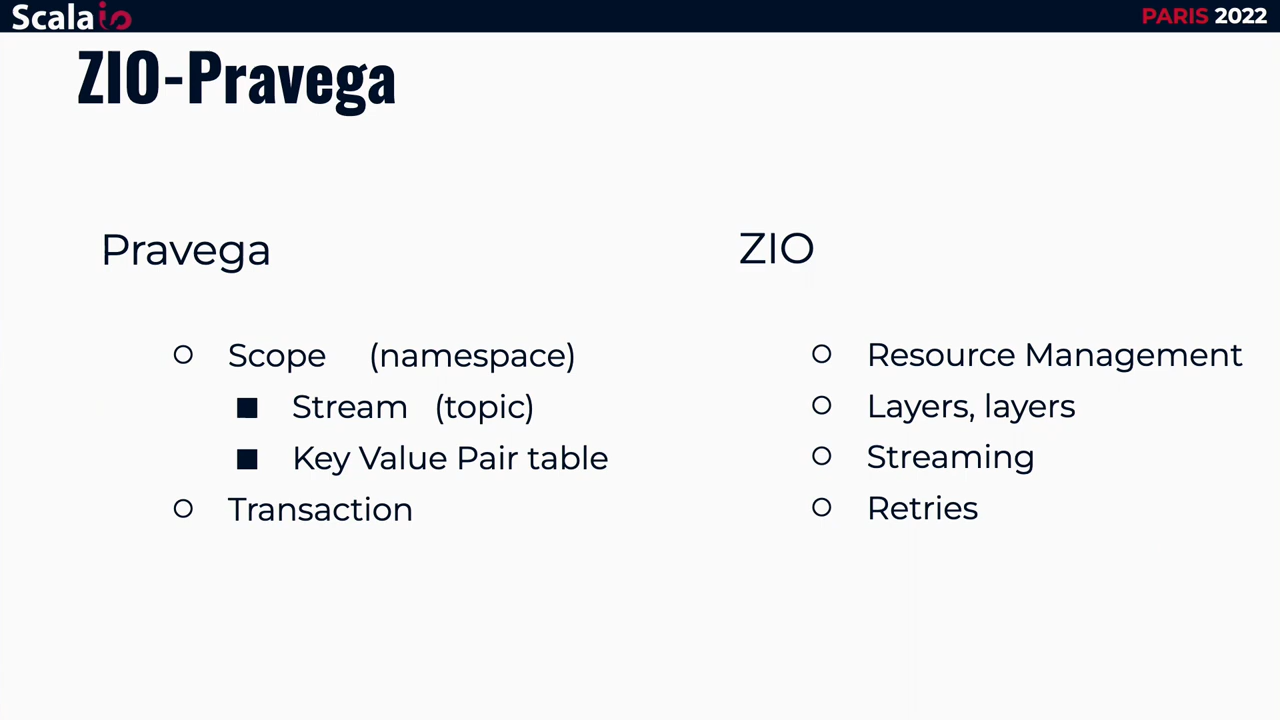 Scalaio
PARIS 2022
ZIO-Pravega
Pravega
Scope (namespace)
Stream (topic)
Key Value Pair table
Transaction
ZIO
Resource Management
Layers, layers
Streaming
Retries